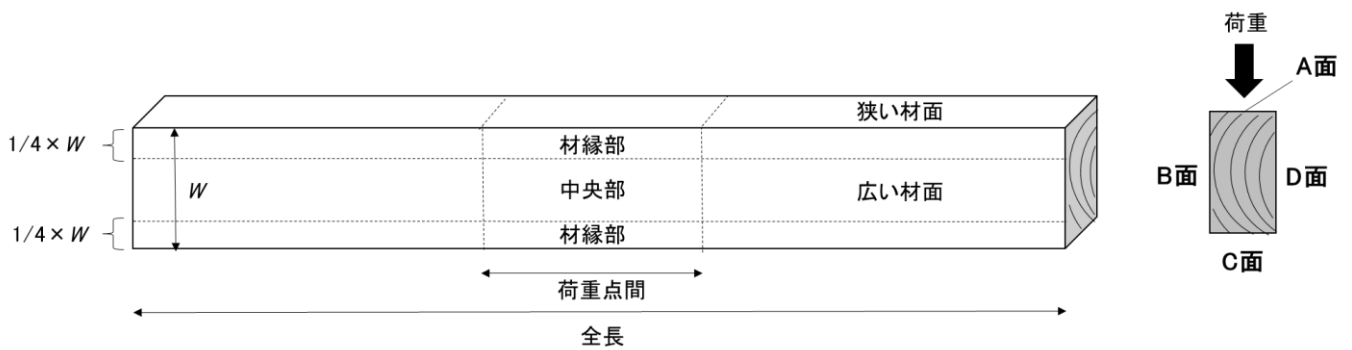 狭い材面
1/4×W
材縁部
W
中央部
広い材面
1/4×W
材縁部
荷重点間
全長
荷重
A面
B面
D面
C面